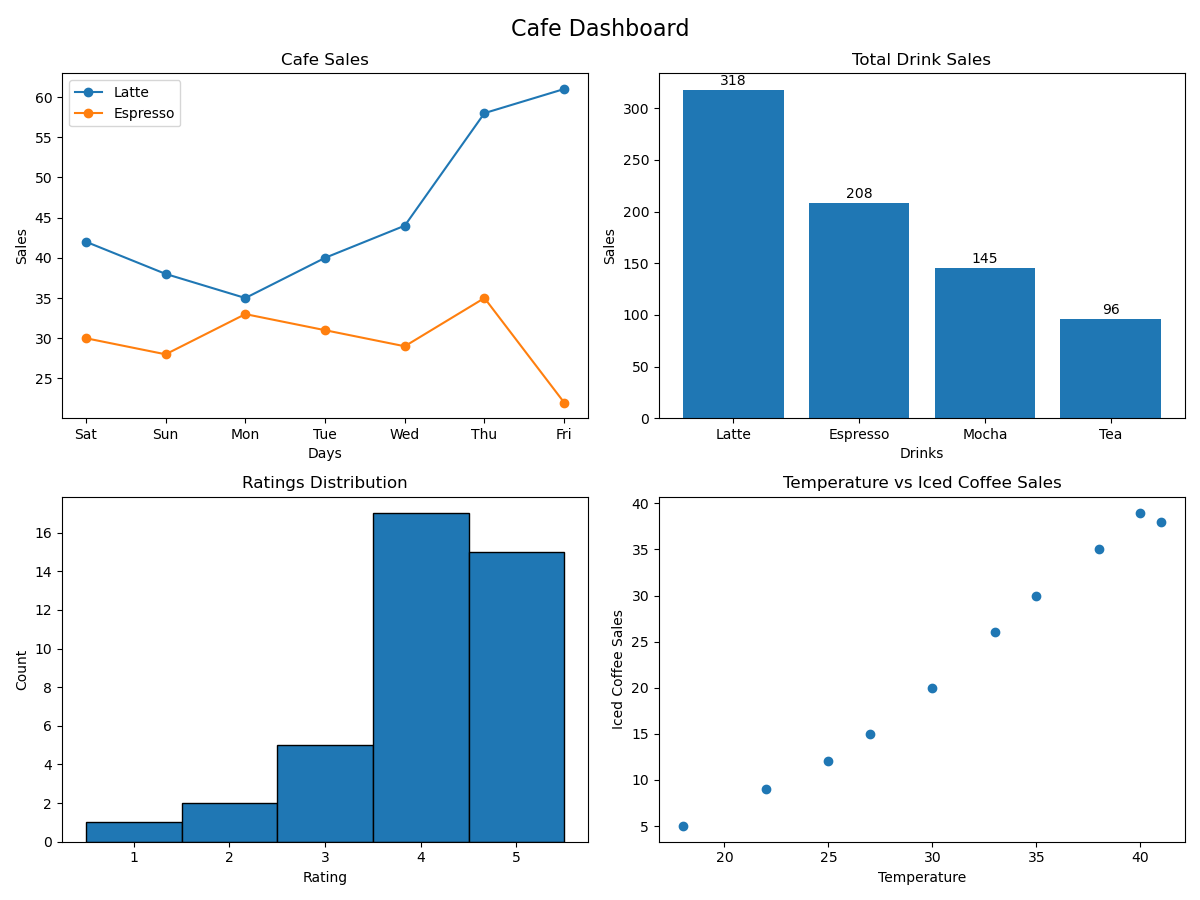 Cafe Dashboard
Cafe Sales
Latte
Espresso
60
55
50
45
40
35
30
25
Sales
Sat Sun Mon Tue Wed Thu Fri
Days
Total Drink Sales
318
208
145
96
300
250
200
150
100
50
0
Sales
Latte Espresso Mocha Tea
Drinks
Ratings Distribution
16
14
12
10
8
6
4
2
0
Count
1 2 3 4 5
Rating
Temperature vs Iced Coffee Sales
40
35
30
25
20
15
10
5
Iced Coffee Sales
20 25 30 35 40
Temperature